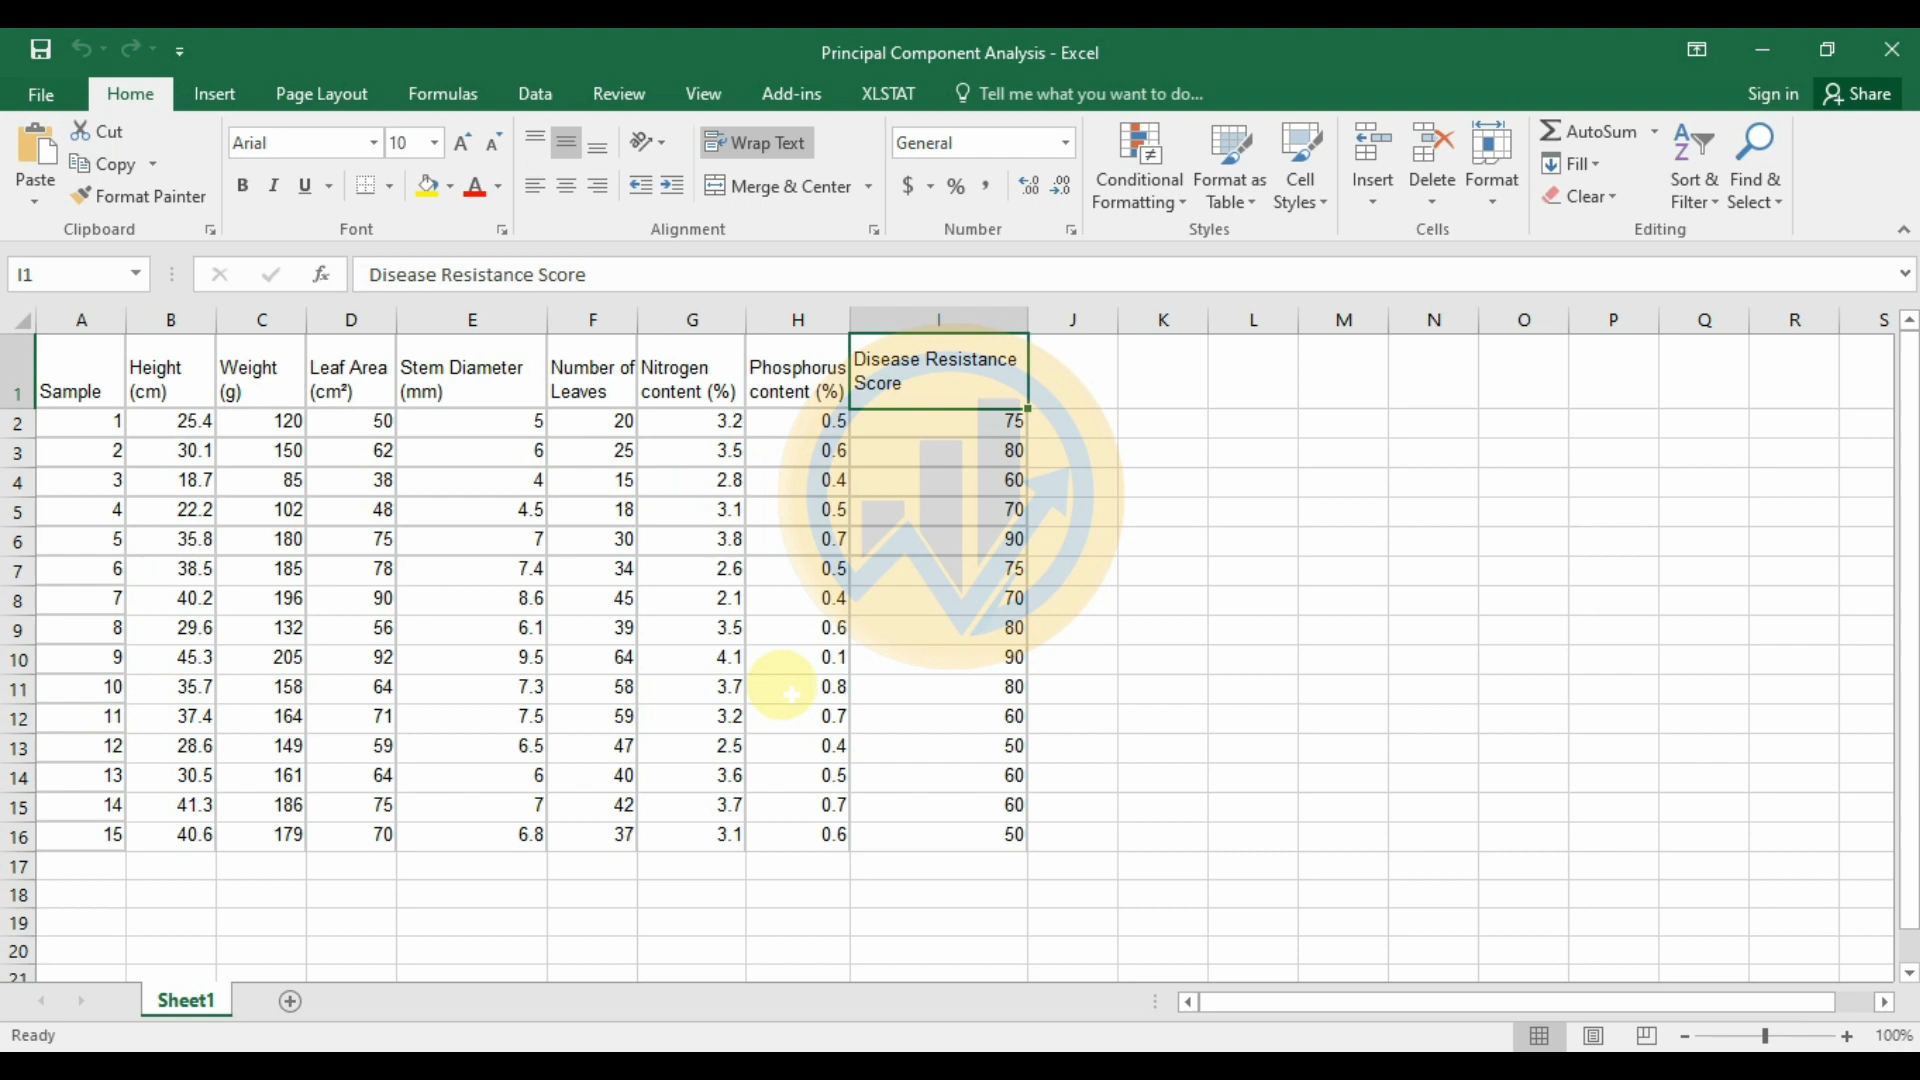 Principal Component Analysis - Excel
File Home Insert Page Layout Formulas Data Review View Add-ins XLSTAT Tell me what you want to do... Sign in Share
Paste
Cut
Copy
Format Painter
Clipboard
Arial 10
B I U A
Font
Wrap Text
Merge & Center
Alignment
General
$ % , .00 .00
Number
Conditional Formatting
Format as Table
Cell Styles
Styles
Insert Delete Format
Cells
AutoSum
Fill
Clear
Sort & Filter
Find & Select
Editing
I1 fx Disease Resistance Score
A B C D E F G H I J K L M N O P Q R S
1 Sample Height (cm) Weight (g) Leaf Area (cm²) Stem Diameter (mm) Number of Leaves Nitrogen content (%) Phosphorus content (%) Disease Resistance Score
2 1 25.4 120 50 5 20 3.2 0.5 75
3 2 30.1 150 62 6 25 3.5 0.6 80
4 3 18.7 85 38 4 15 2.8 0.4 60
5 4 22.2 102 48 4.5 18 3.1 0.5 70
6 5 35.8 180 75 7 30 3.8 0.7 90
7 6 38.5 185 78 7.4 34 2.6 0.5 75
8 7 40.2 196 90 8.6 45 2.1 0.4 70
9 8 29.6 132 56 6.1 39 3.5 0.6 80
10 9 45.3 205 92 9.5 64 4.1 0.1 90
11 10 35.7 158 64 7.3 58 3.7 0.8 80
12 11 37.4 164 71 7.5 59 3.2 0.7 60
13 12 28.6 149 59 6.5 47 2.5 0.4 50
14 13 30.5 161 64 6 40 3.6 0.5 60
15 14 41.3 186 75 7 42 3.7 0.7 60
16 15 40.6 179 70 6.8 37 3.1 0.6 50
17
18
19
20
21
Sheet1
Ready 100%